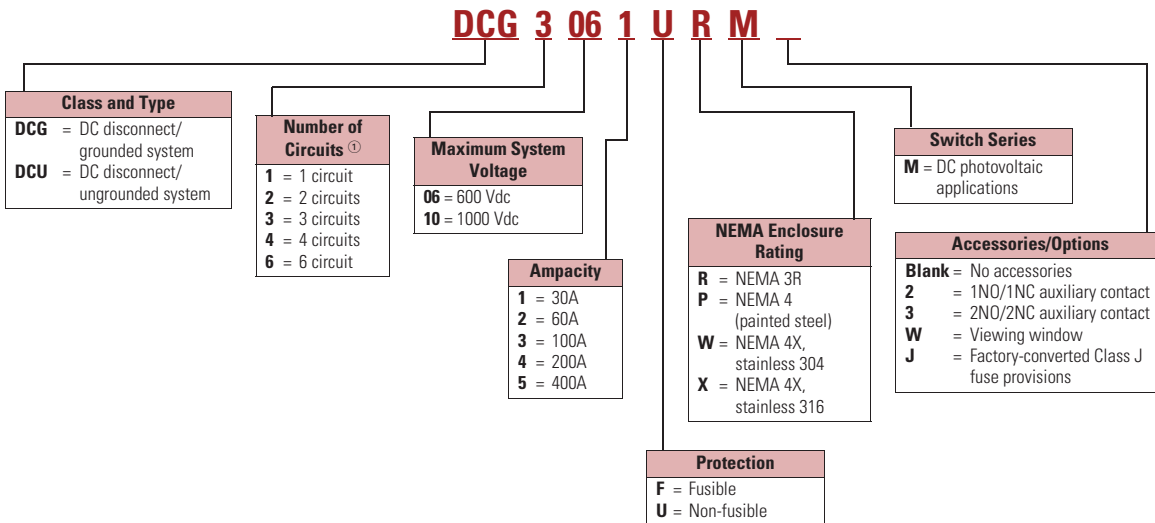 DCG 3 06 1 U R M
Class and Type
DCG = DC disconnect/
grounded system
DCU = DC disconnect/
ungrounded system
Number of
Circuits ①
1 = 1 circuit
2 = 2 circuits
3 = 3 circuits
4 = 4 circuits
6 = 6 circuit
Maximum System
Voltage
06 = 600 Vdc
10 = 1000 Vdc
Ampacity
1 = 30A
2 = 60A
3 = 100A
4 = 200A
5 = 400A
Protection
F = Fusible
U = Non-fusible
NEMA Enclosure
Rating
R = NEMA 3R
P = NEMA 4
(painted steel)
W = NEMA 4X,
stainless 304
X = NEMA 4X,
stainless 316
Switch Series
M = DC photovoltaic
applications
Accessories/Options
Blank = No accessories
2 = 1NO/1NC auxiliary contact
3 = 2NO/2NC auxiliary contact
W = Viewing window
J = Factory-converted Class J
fuse provisions